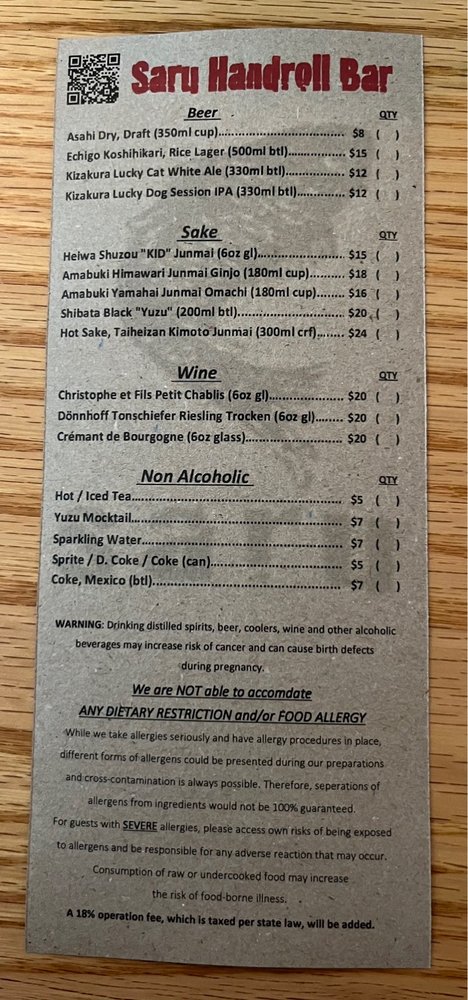 Saru Handroll Bar
Beer QTY
Asahi Dry, Draft (350ml cup)................................ $8 ( )
Echigo Koshihikari, Rice Lager (500ml btl)............... $15 ( )
Kizakura Lucky Cat White Ale (330ml btl)................ $12 ( )
Kizakura Lucky Dog Session IPA (330ml btl)............. $12 ( )
Sake QTY
Heiwa Shuzou "KID" Junmai (6oz gl)...................... $15 ( )
Amabuki Himawari Junmai Ginjo (180ml cup)......... $18 ( )
Amabuki Yamahai Junmai Omachi (180ml cup)....... $16 ( )
Shibata Black "Yuzu" (200ml btl)........................... $20 ( )
Hot Sake, Taiheizan Kimoto Junmai (300ml crf)....... $24 ( )
Wine QTY
Christophe et Fils Petit Chablis (6oz gl)................... $20 ( )
Dönnhoff Tonschiefer Riesling Trocken (6oz gl)....... $20 ( )
Crémant de Bourgogne (6oz glass)........................ $20 ( )
Non Alcoholic QTY
Hot / Iced Tea..................................................... $5 ( )
Yuzu Mocktail..................................................... $7 ( )
Sparkling Water................................................... $7 ( )
Sprite / D. Coke / Coke (can)................................. $5 ( )
Coke, Mexico (btl)............................................... $7 ( )
WARNING: Drinking distilled spirits, beer, coolers, wine and other alcoholic
beverages may increase risk of cancer and can cause birth defects
during pregnancy.
We are NOT able to accomdate
ANY DIETARY RESTRICTION and/or FOOD ALLERGY
While we take allergies seriously and have allergy procedures in place,
different forms of allergens could be presented during our preparations
and cross-contamination is always possible. Therefore, seperations of
allergens from ingredients would not be 100% guaranteed.
For guests with SEVERE allergies, please access own risks of being exposed
to allergens and be responsible for any adverse reaction that may occur.
Consumption of raw or undercooked food may increase
the risk of food-borne illness.
A 18% operation fee, which is taxed per state law, will be added.